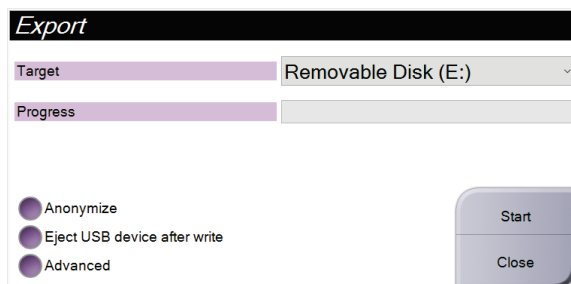 Export
Target
Removable Disk (E:)
Progress
Anonymize
Eject USB device after write
Advanced
Start
Close